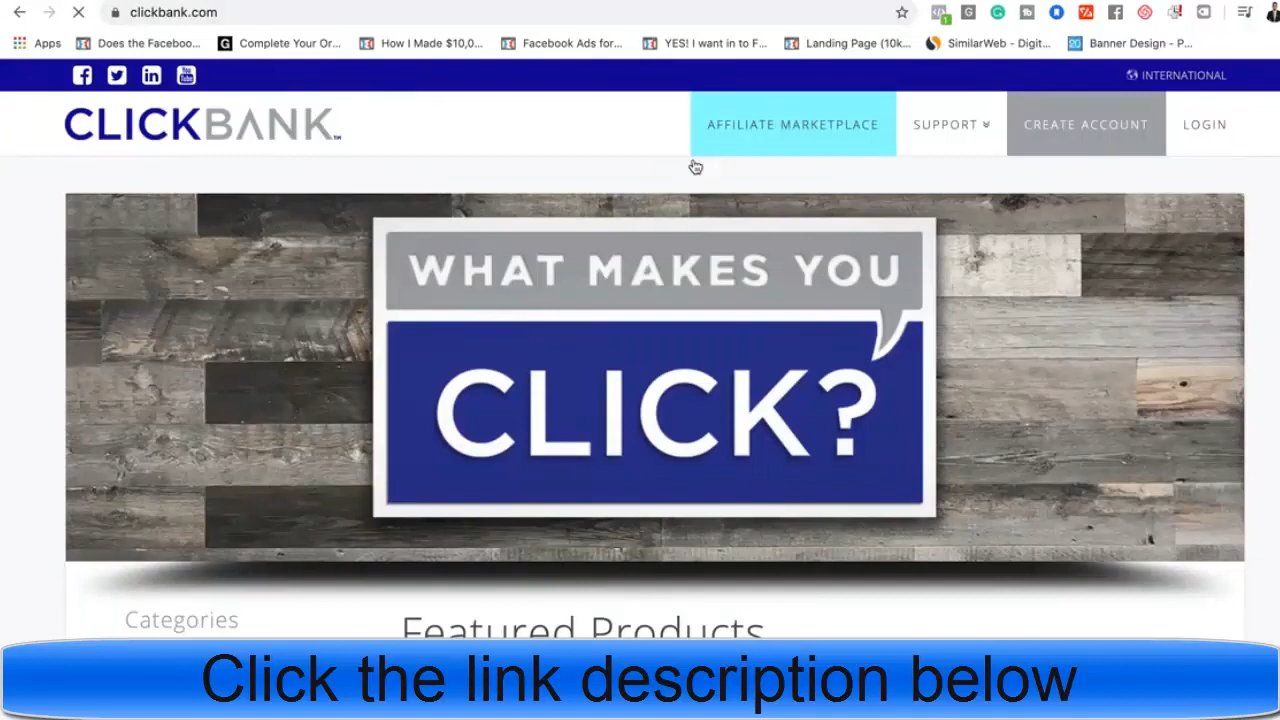 clickbank.com
Apps Does the Faceboo... Complete Your Or... How I Made $10,0... Facebook Ads for... YES! I want in to F... Landing Page (10k... SimilarWeb - Digit... Banner Design - P...
INTERNATIONAL
CLICKBANK
AFFILIATE MARKETPLACE SUPPORT CREATE ACCOUNT LOGIN
WHAT MAKES YOU
CLICK?
Categories
Featured Products
Click the link description below